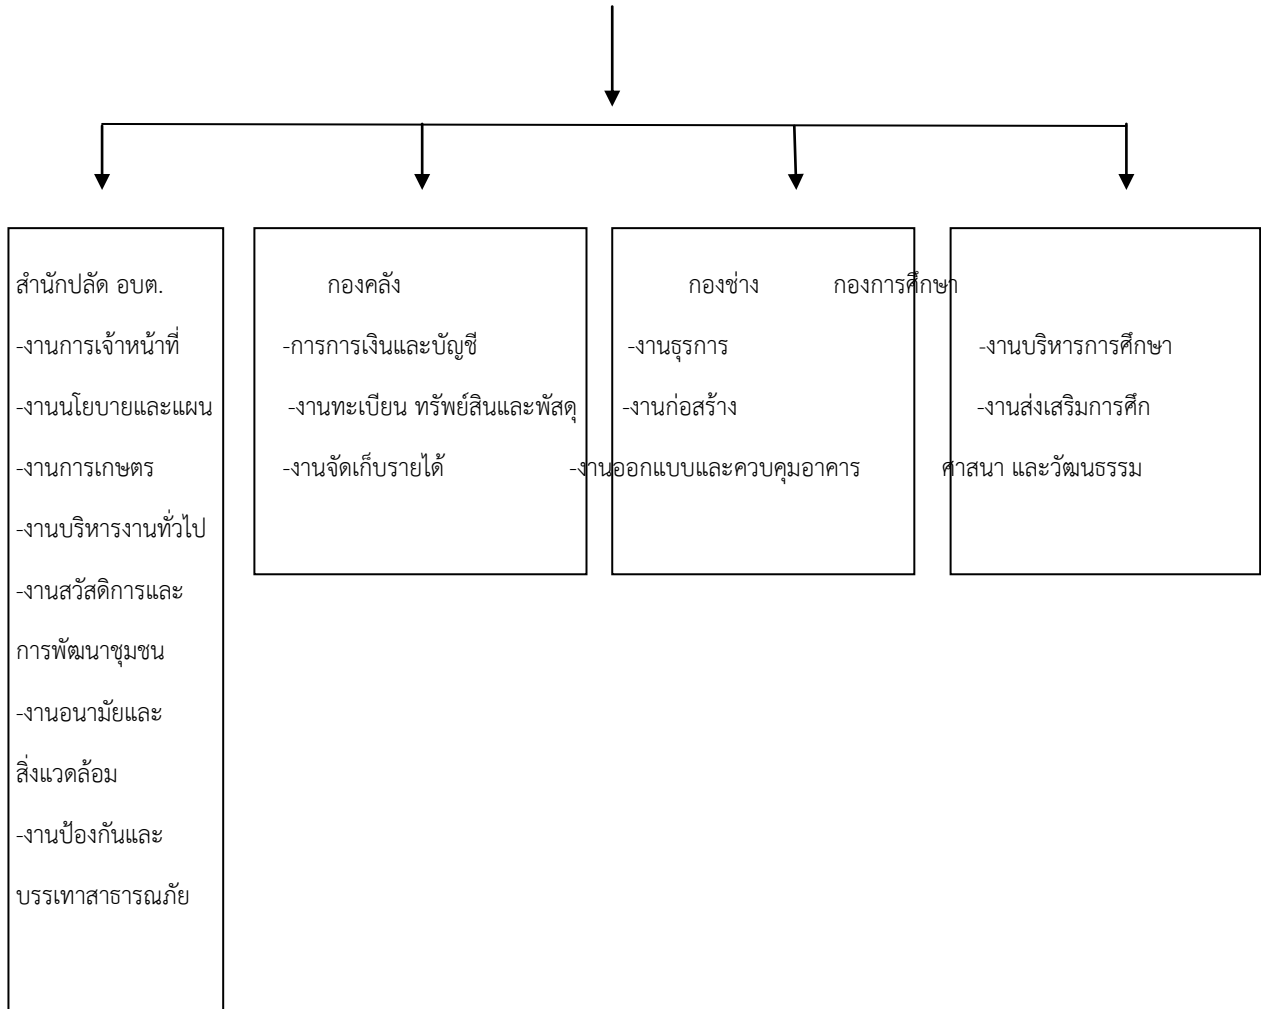 สำนักปลัด อบต. กองคลัง กองช่าง กองการศึกษา
-งานการเจ้าหน้าที่ -การการเงินและบัญชี -งานธุรการ -งานบริหารการศึกษา
-งานนโยบายและแผน -งานทะเบียน ทรัพย์สินและพัสดุ -งานก่อสร้าง -งานส่งเสริมการศึก
-งานการเกษตร -งานจัดเก็บรายได้ -งานออกแบบและควบคุมอาคาร ศาสนา และวัฒนธรรม
-งานบริหารงานทั่วไป
-งานสวัสดิการและ
การพัฒนาชุมชน
-งานอนามัยและ
สิ่งแวดล้อม
-งานป้องกันและ
บรรเทาสาธารณภัย